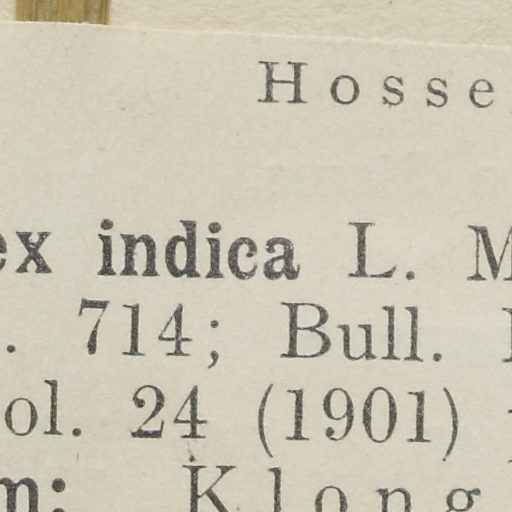 Hosse
ex indica L. M
. 714; Bull.
ol. 24 (1901)
m: Klong